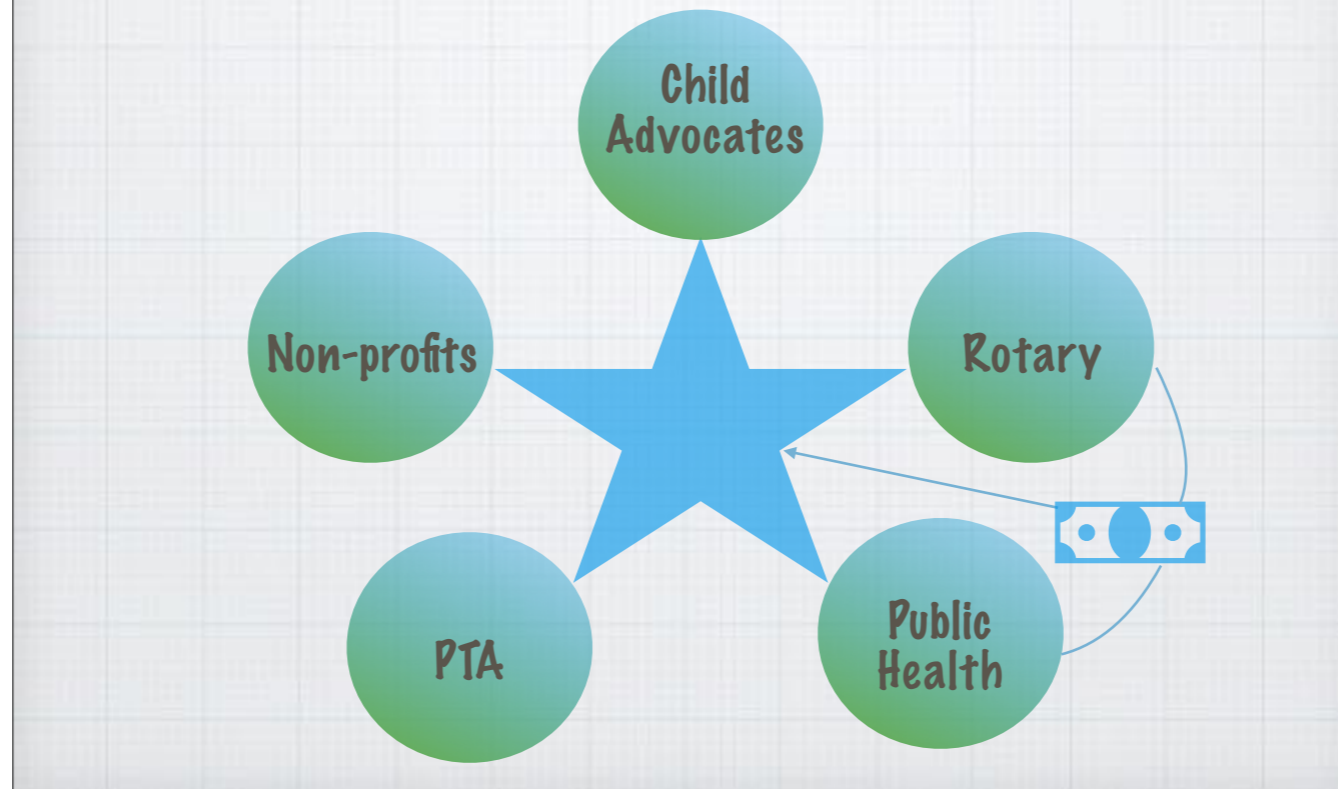 Child
Advocates
Non-profits
Rotary
PTA
Public
Health